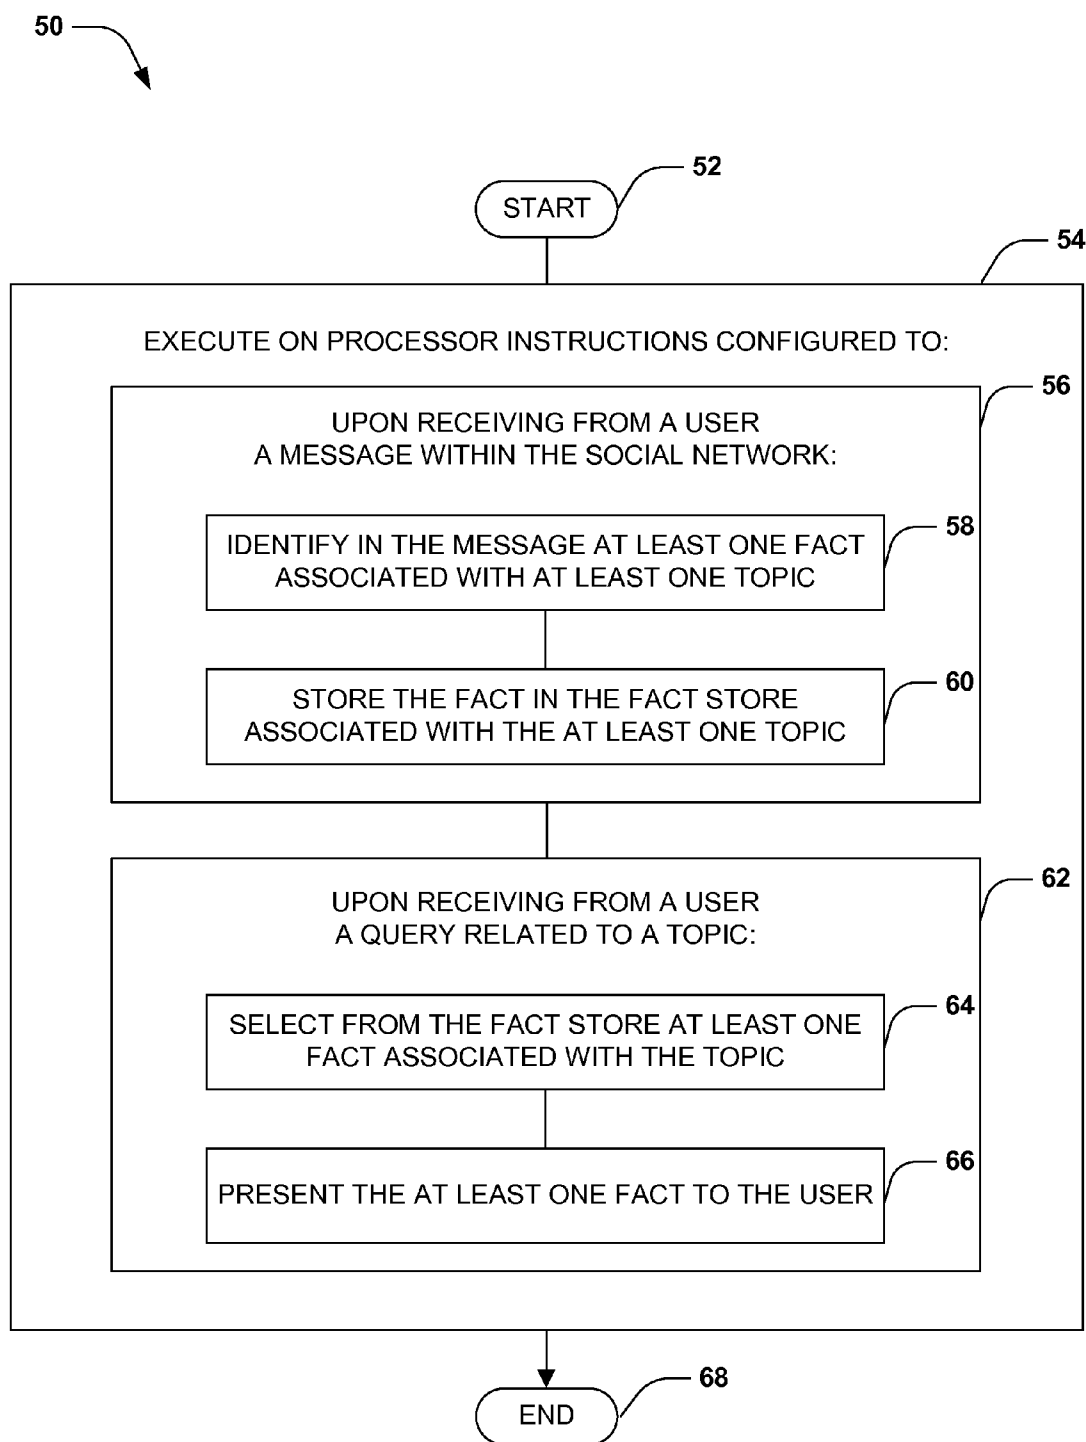 50
52
START
54
EXECUTE ON PROCESSOR INSTRUCTIONS CONFIGURED TO:
56
UPON RECEIVING FROM A USER
A MESSAGE WITHIN THE SOCIAL NETWORK:
58
IDENTIFY IN THE MESSAGE AT LEAST ONE FACT
ASSOCIATED WITH AT LEAST ONE TOPIC
60
STORE THE FACT IN THE FACT STORE
ASSOCIATED WITH THE AT LEAST ONE TOPIC
62
UPON RECEIVING FROM A USER
A QUERY RELATED TO A TOPIC:
64
SELECT FROM THE FACT STORE AT LEAST ONE
FACT ASSOCIATED WITH THE TOPIC
66
PRESENT THE AT LEAST ONE FACT TO THE USER
68
END